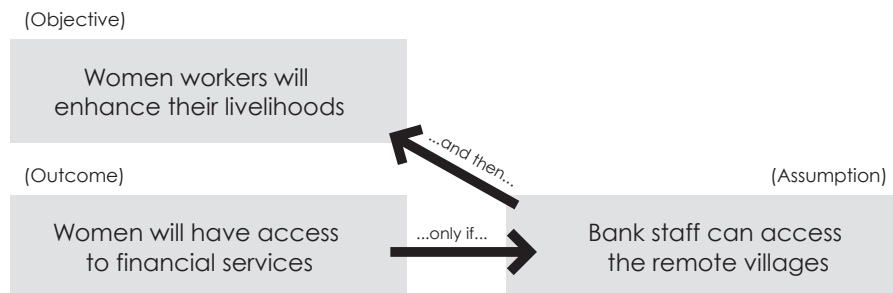 (Objective)
Women workers will
enhance their livelihoods
...and then...
(Outcome)
(Assumption)
Women will have access
to financial services
...only if...
Bank staff can access
the remote villages